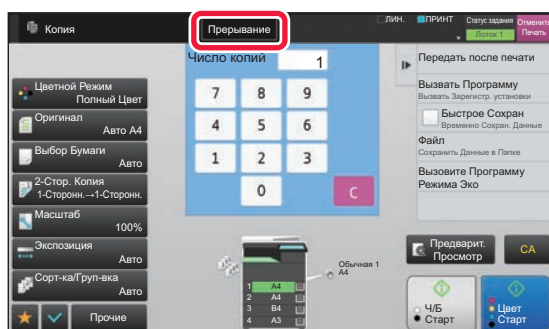 Копия
Прерывание
ЛИН.
ПРИНТ
Статус задания
Лоток 1
Отменить
Печать
Число копий
1
7 8 9
4 5 6
1 2 3
0 C
Цветной Режим
Полный Цвет
Оригинал
Авто A4
Выбор Бумаги
Авто
2-Стор. Копия
1-Сторонн.→1-Сторонн.
Масштаб
100%
Экспозиция
Авто
Сорт-ка/Груп-вка
Авто
Прочие
Обычная 1
A4
1 A4
2 A4
3 B4
4 A3
Передать после печати
Вызвать Программу
Вызвать Зарегистр. установки
Быстрое Сохран
Временно Сохран. Данные
Файл
Сохранить Данные в Папке
Вызовите Программу
Режима Эко
Предварит.
Просмотр
CA
Ч/Б
Старт
Цвет
Старт